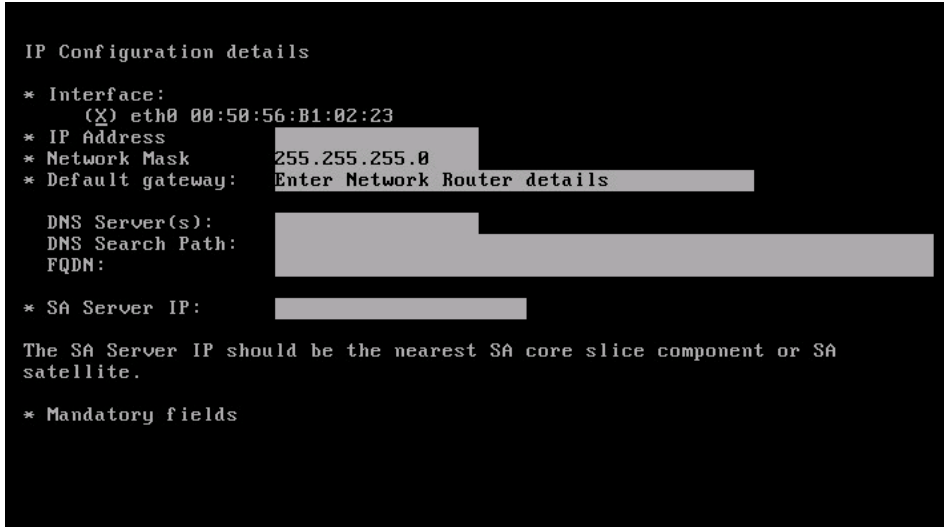 IP Configuration details
* Interface:
(X) eth0 00:50:56:B1:02:23
* IP Address
* Network Mask 255.255.255.0
* Default gateway: Enter Network Router details
DNS Server(s):
DNS Search Path:
FQDN:
* SA Server IP:
The SA Server IP should be the nearest SA core slice component or SA
satellite.
* Mandatory fields